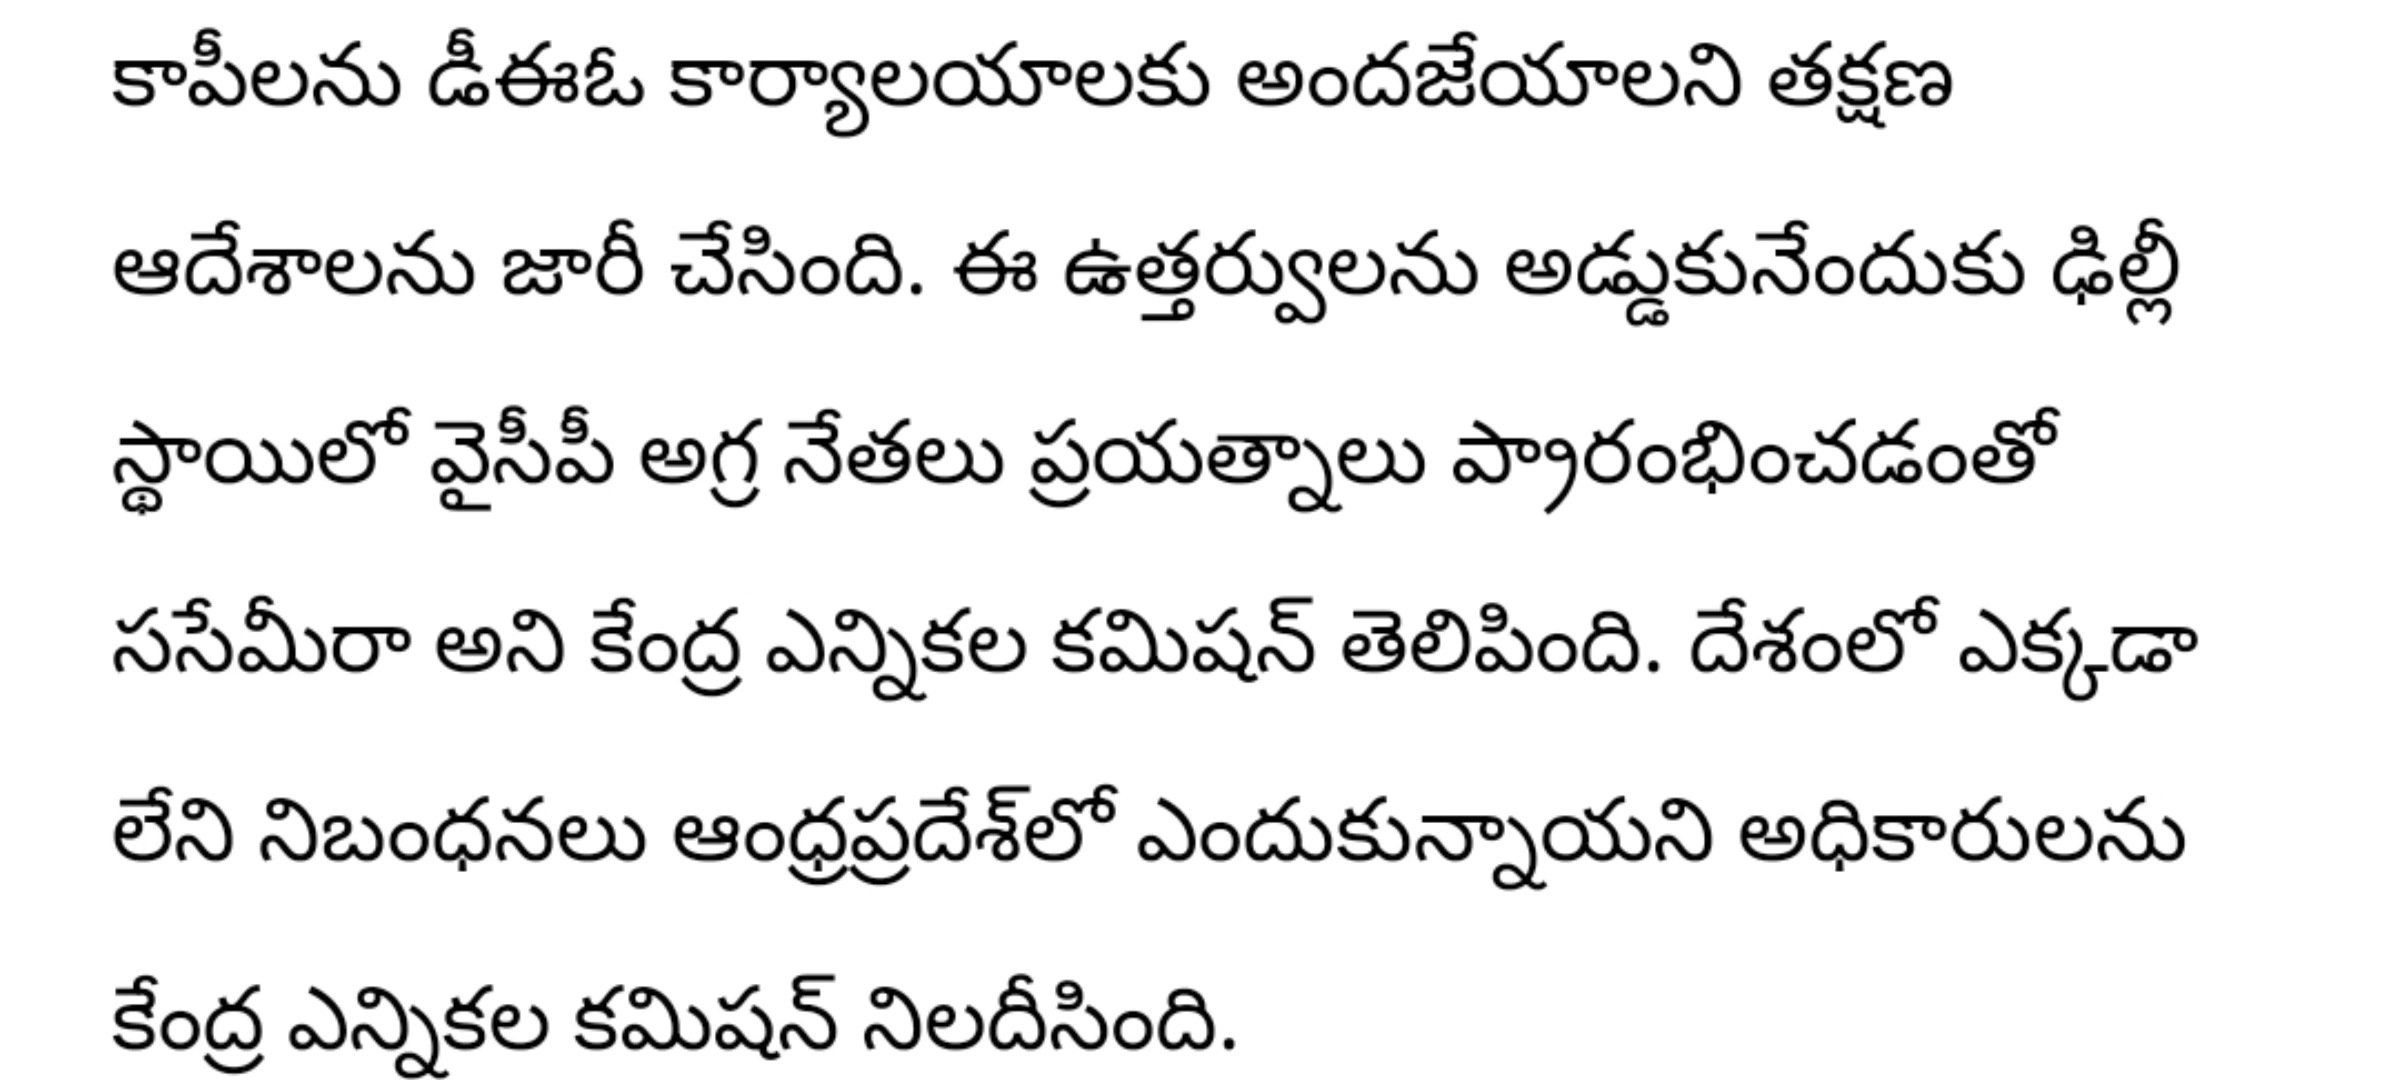 కాపీలను డీఈఓ కార్యాలయాలకు అందజేయాలని తక్షణ
ఆదేశాలను జారీ చేసింది. ఈ ఉత్తర్వులను అడ్డుకునేందుకు ఢిల్లీ
స్థాయిలో వైసీపీ అగ్ర నేతలు ప్రయత్నాలు ప్రారంభించడంతో
ససేమీరా అని కేంద్ర ఎన్నికల కమిషన్ తెలిపింది. దేశంలో ఎక్కడా
లేని నిబంధనలు ఆంధ్రప్రదేశ్‌లో ఎందుకున్నాయని అధికారులను
కేంద్ర ఎన్నికల కమిషన్ నిలదీసింది.